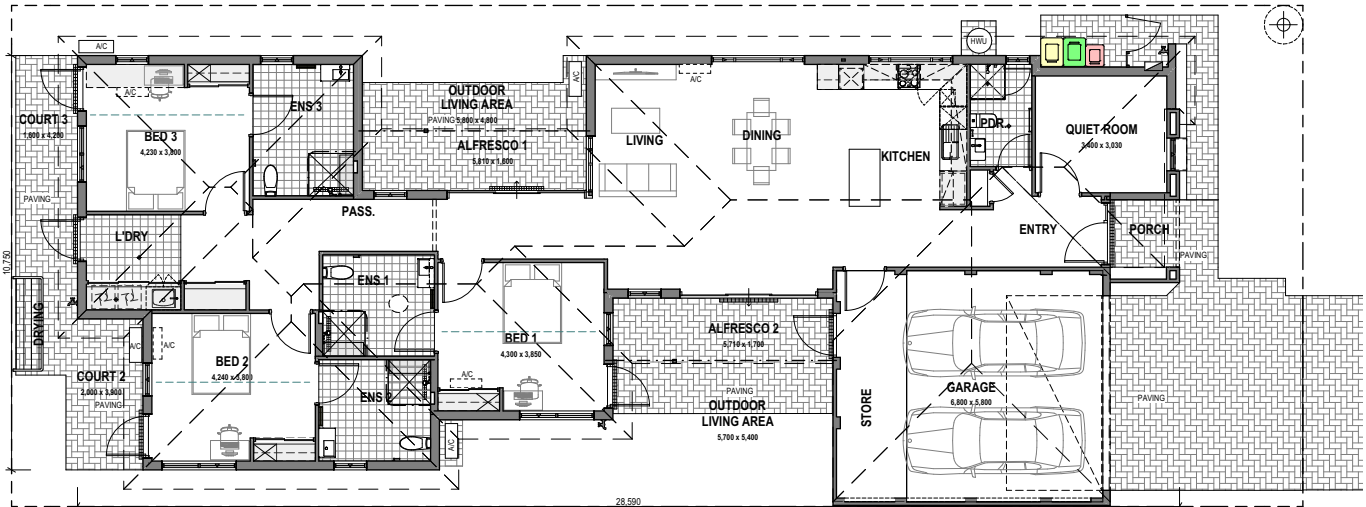 A/C
HWU
COURT 3
1,600 x 4,200
A/C
BED 3
4,230 x 3,800
ENS 3
OUTDOOR
LIVING AREA
PAVING
5,800 x 4,800
ALFRESCO 1
5,810 x 1,600
A/C
LIVING
A/C
DINING
KITCHEN
PDR.
QUIET ROOM
3,400 x 3,030
PAVING
L'DRY
PASS.
ENTRY
PORCH
PAVING
10,750
DRYING
ENS 1
BED 1
4,300 x 3,850
A/C
ALFRESCO 2
5,710 x 1,700
PAVING
OUTDOOR
LIVING AREA
5,700 x 5,400
A/C
A/C
BED 2
4,240 x 3,800
COURT 2
2,000 x 3,900
PAVING
ENS 2
A/C
STORE
GARAGE
6,800 x 5,800
PAVING
28,590